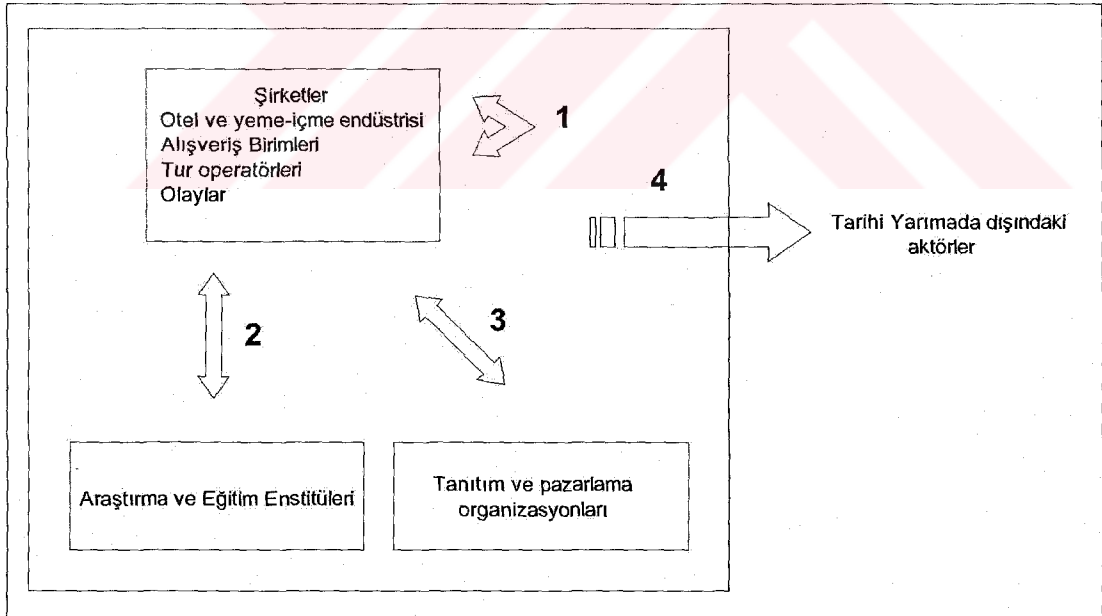 Şirketler
Otel ve yeme-içme endüstrisi
Alışveriş Birimleri
Tur operatörleri
Olaylar
1
4
Tarihi Yarımada dışındaki
aktörler
2
3
Araştırma ve Eğitim Enstitüleri
Tanıtım ve pazarlama
organizasyonları